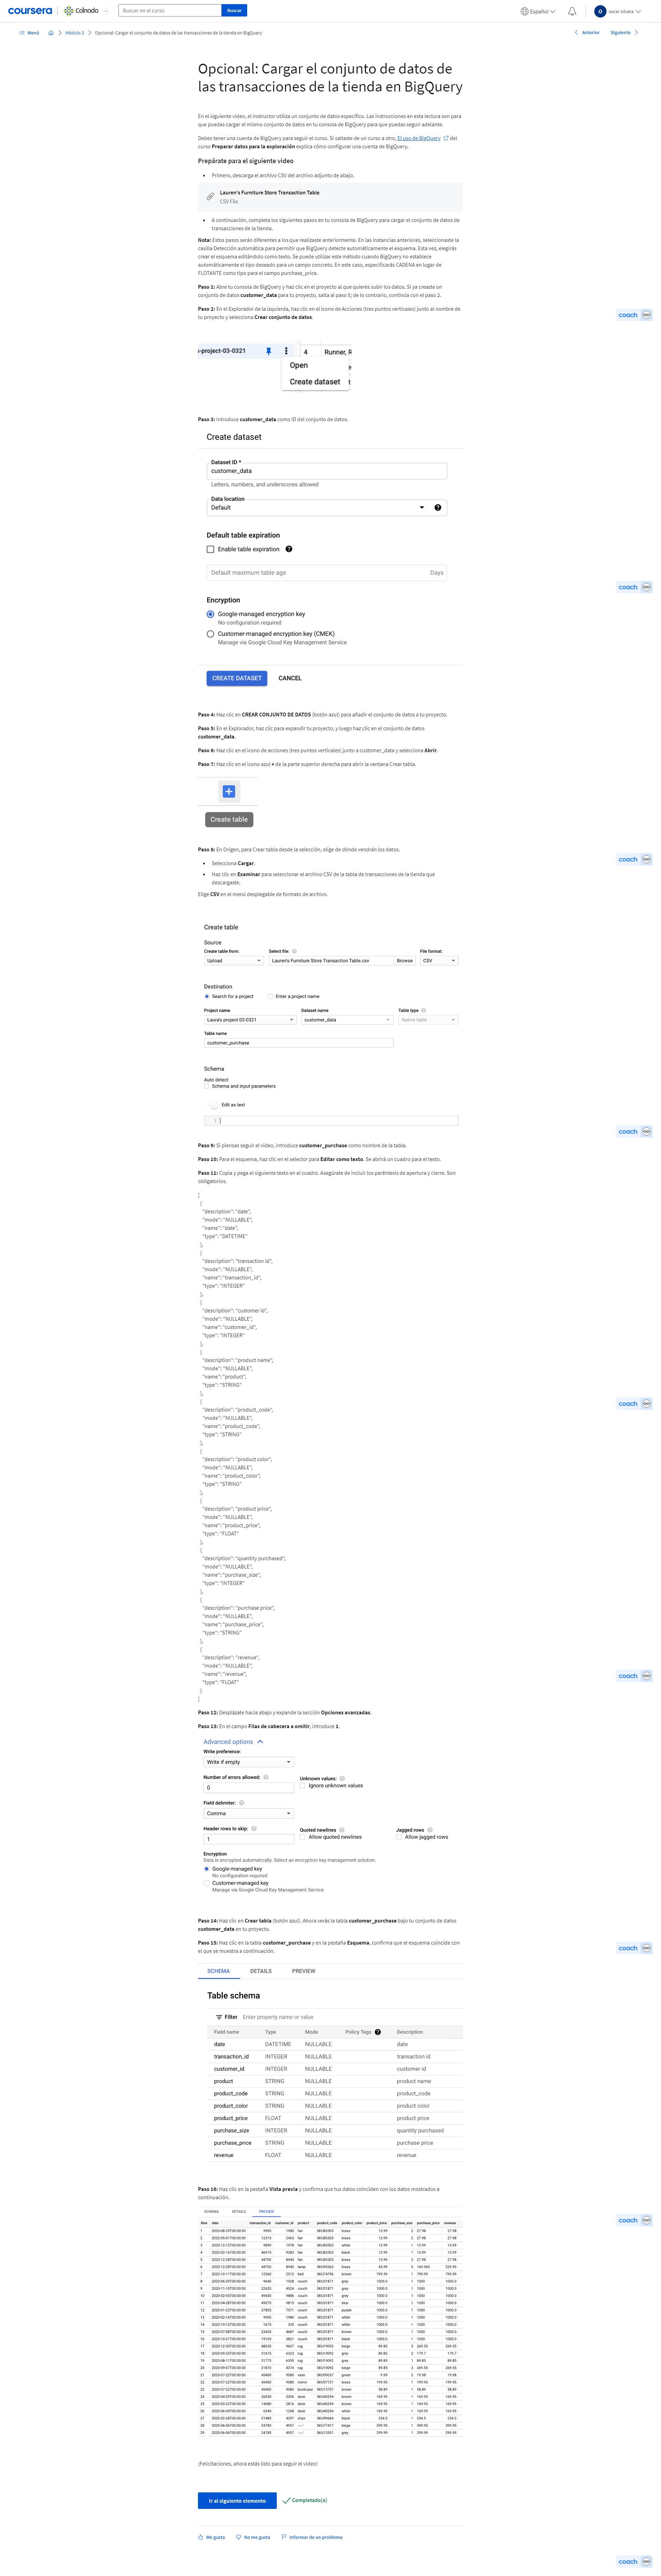 coursera
colnodo
Buscar en el curso
Buscar
Español
oscar olivera
Menú
Módulo 3
Opcional: Cargar el conjunto de datos de las transacciones de la tienda en BigQuery
Anterior
Siguiente
Opcional: Cargar el conjunto de datos de
las transacciones de la tienda en BigQuery
En el siguiente video, el instructor utiliza un conjunto de datos específico. Las instrucciones en esta lectura son para
que puedas cargar el mismo conjunto de datos en tu consola de BigQuery para que puedas seguir adelante.
Debes tener una cuenta de BigQuery para seguir el curso. Si saltaste de un curso a otro, El uso de BigQuery del
curso Preparar datos para la exploración explica cómo configurar una cuenta de BigQuery.
Prepárate para el siguiente video
• Primero, descarga el archivo CSV del archivo adjunto de abajo.
Lauren's Furniture Store Transaction Table
CSV File
• A continuación, completa los siguientes pasos en tu consola de BigQuery para cargar el conjunto de datos de
transacciones de la tienda.
Nota: Estos pasos serán diferentes a los que realizaste anteriormente. En las instancias anteriores, seleccionaste la
casilla Detección automática para permitir que BigQuery detecte automáticamente el esquema. Esta vez, elegirás
crear el esquema editándolo como texto. Se puede utilizar este método cuando BigQuery no establece
automáticamente el tipo deseado para un campo concreto. En este caso, especificarás CADENA en lugar de
FLOTANTE como tipo para el campo purchase_price.
Paso 1: Abre tu consola de BigQuery y haz clic en el proyecto al que quieres subir los datos. Si ya creaste un
conjunto de datos customer_data para tu proyecto, salta al paso 5; de lo contrario, continúa con el paso 2.
Paso 2: En el Explorador de la izquierda, haz clic en el icono de Acciones (tres puntos verticales) junto al nombre de
tu proyecto y selecciona Crear conjunto de datos.
coach
-project-03-0321
4
Runner, R
Open
Create dataset
Paso 3: Introduce customer_data como ID del conjunto de datos.
Create dataset
Dataset ID *
customer_data
Letters, numbers, and underscores allowed
Data location
Default
Default table expiration
Enable table expiration
Default maximum table age
Days
coach
Encryption
Google-managed encryption key
No configuration required
Customer-managed encryption key (CMEK)
Manage via Google Cloud Key Management Service
CREATE DATASET
CANCEL
Paso 4: Haz clic en CREAR CONJUNTO DE DATOS (botón azul) para añadir el conjunto de datos a tu proyecto.
Paso 5: En el Explorador, haz clic para expandir tu proyecto, y luego haz clic en el conjunto de datos
customer_data.
Paso 6: Haz clic en el icono de acciones (tres puntos verticales) junto a customer_data y selecciona Abrir.
Paso 7: Haz clic en el icono azul + de la parte superior derecha para abrir la ventana Crear tabla.
Create table
Paso 8: En Origen, para Crear tabla desde la selección, elige de dónde vendrán los datos.
coach
• Selecciona Cargar.
• Haz clic en Examinar para seleccionar el archivo CSV de la tabla de transacciones de la tienda que
descargaste.
Elige CSV en el menú desplegable de formato de archivo.
Create table
Source
Create table from:
Select file:
File format:
Upload
Lauren's Furniture Store Transaction Table.csv
Browse
CSV
Destination
Search for a project
Enter a project name
Project name
Dataset name
Table type
Laura's project 03-0321
customer_data
Native table
Table name
customer_purchase
Schema
Auto detect
Schema and input parameters
Edit as text
1
coach
Paso 9: Si piensas seguir el video, introduce customer_purchase como nombre de la tabla.
Paso 10: Para el esquema, haz clic en el selector para Editar como texto. Se abrirá un cuadro para el texto.
Paso 11: Copia y pega el siguiente texto en el cuadro. Asegúrate de incluir los paréntesis de apertura y cierre. Son
obligatorios.
[
{
"description": "date",
"mode": "NULLABLE",
"name": "date",
"type": "DATETIME"
},
{
"description": "transaction id",
"mode": "NULLABLE",
"name": "transaction_id",
"type": "INTEGER"
},
{
"description": "customer id",
"mode": "NULLABLE",
"name": "customer_id",
"type": "INTEGER"
},
{
"description": "product name",
"mode": "NULLABLE",
"name": "product",
"type": "STRING"
},
{
"description": "product_code",
"mode": "NULLABLE",
"name": "product_code",
"type": "STRING"
},
{
"description": "product color",
"mode": "NULLABLE",
"name": "product_color",
"type": "STRING"
},
{
"description": "product price",
"mode": "NULLABLE",
"name": "product_price",
"type": "FLOAT"
},
{
"description": "quantity purchased",
"mode": "NULLABLE",
"name": "purchase_size",
"type": "INTEGER"
},
{
"description": "purchase price",
"mode": "NULLABLE",
"name": "purchase_price",
"type": "STRING"
},
{
"description": "revenue",
"mode": "NULLABLE",
"name": "revenue",
"type": "FLOAT"
}
]
coach
coach
Paso 12: Desplázate hacia abajo y expande la sección Opciones avanzadas.
Paso 13: En el campo Filas de cabecera a omitir, introduce 1.
Advanced options
Write preference:
Write if empty
Number of errors allowed:
Unknown values:
0
Ignore unknown values
Field delimiter:
Comma
Header rows to skip:
Quoted newlines
Jagged rows
1
Allow quoted newlines
Allow jagged rows
Encryption
Data is encrypted automatically. Select an encryption key management solution.
Google-managed key
No configuration required
Customer-managed key
Manage via Google Cloud Key Management Service
Paso 14: Haz clic en Crear tabla (botón azul). Ahora verás la tabla customer_purchase bajo tu conjunto de datos
customer_data en tu proyecto.
Paso 15: Haz clic en la tabla customer_purchase y en la pestaña Esquema, confirma que el esquema coincide con
el que se muestra a continuación.
coach
SCHEMA
DETAILS
PREVIEW
Table schema
Filter Enter property name or value
Field name Type Mode Policy Tags Description
date DATETIME NULLABLE date
transaction_id INTEGER NULLABLE transaction id
customer_id INTEGER NULLABLE customer id
product STRING NULLABLE product name
product_code STRING NULLABLE product_code
product_color STRING NULLABLE product color
product_price FLOAT NULLABLE product price
purchase_size INTEGER NULLABLE quantity purchased
purchase_price STRING NULLABLE purchase price
revenue FLOAT NULLABLE revenue
Paso 16: Haz clic en la pestaña Vista previa y confirma que tus datos coinciden con los datos mostrados a
continuación.
SCHEMA
DETAILS
PREVIEW
coach
Row date transaction_id customer_id product product_code product_color product_price purchase_size purchase_price revenue
¡Felicitaciones, ahora estás listo para seguir el video!
Ir al siguiente elemento
Completado(a)
Me gusta
No me gusta
Informar de un problema
coach